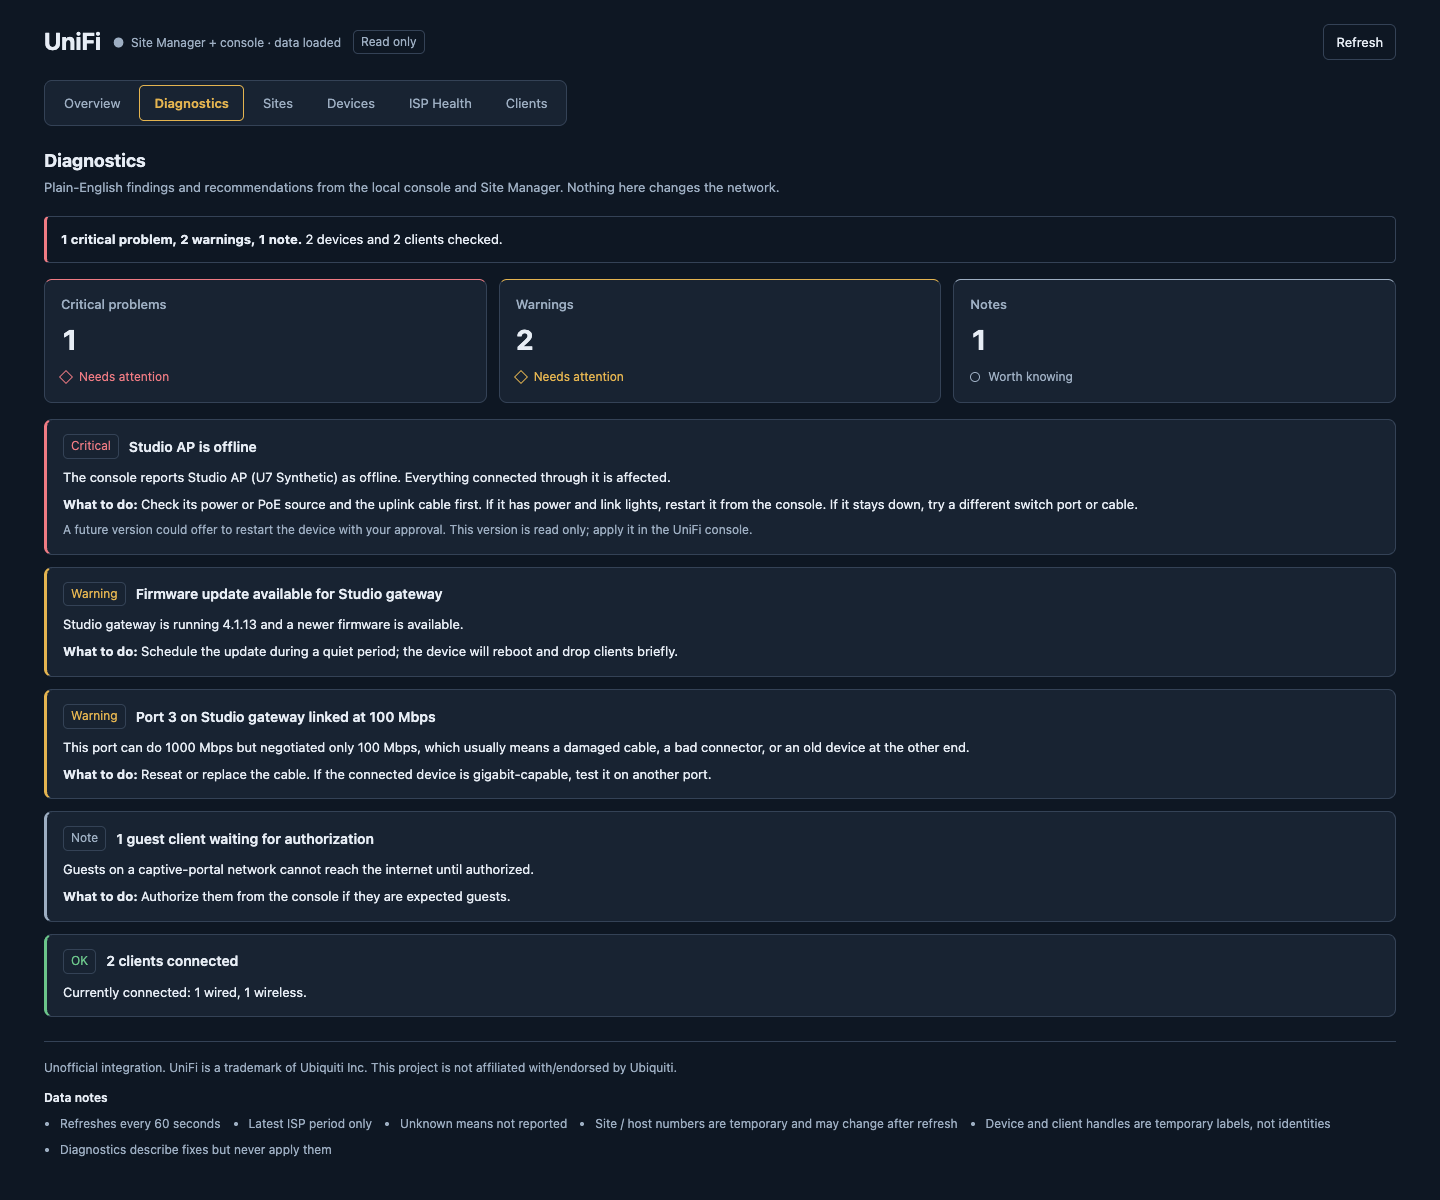 UniFi
Site Manager + console · data loaded
Read only
Refresh
Overview
Diagnostics
Sites
Devices
ISP Health
Clients
Diagnostics
Plain-English findings and recommendations from the local console and Site Manager. Nothing here changes the network.
1 critical problem, 2 warnings, 1 note. 2 devices and 2 clients checked.
Critical problems
1
Needs attention
Warnings
2
Needs attention
Notes
1
Worth knowing
Critical
Studio AP is offline
The console reports Studio AP (U7 Synthetic) as offline. Everything connected through it is affected.
What to do: Check its power or PoE source and the uplink cable first. If it has power and link lights, restart it from the console. If it stays down, try a different switch port or cable.
A future version could offer to restart the device with your approval. This version is read only; apply it in the UniFi console.
Warning
Firmware update available for Studio gateway
Studio gateway is running 4.1.13 and a newer firmware is available.
What to do: Schedule the update during a quiet period; the device will reboot and drop clients briefly.
Warning
Port 3 on Studio gateway linked at 100 Mbps
This port can do 1000 Mbps but negotiated only 100 Mbps, which usually means a damaged cable, a bad connector, or an old device at the other end.
What to do: Reseat or replace the cable. If the connected device is gigabit-capable, test it on another port.
Note
1 guest client waiting for authorization
Guests on a captive-portal network cannot reach the internet until authorized.
What to do: Authorize them from the console if they are expected guests.
OK
2 clients connected
Currently connected: 1 wired, 1 wireless.
Unofficial integration. UniFi is a trademark of Ubiquiti Inc. This project is not affiliated with/endorsed by Ubiquiti.
Data notes
• Refreshes every 60 seconds • Latest ISP period only • Unknown means not reported • Site / host numbers are temporary and may change after refresh • Device and client handles are temporary labels, not identities
• Diagnostics describe fixes but never apply them